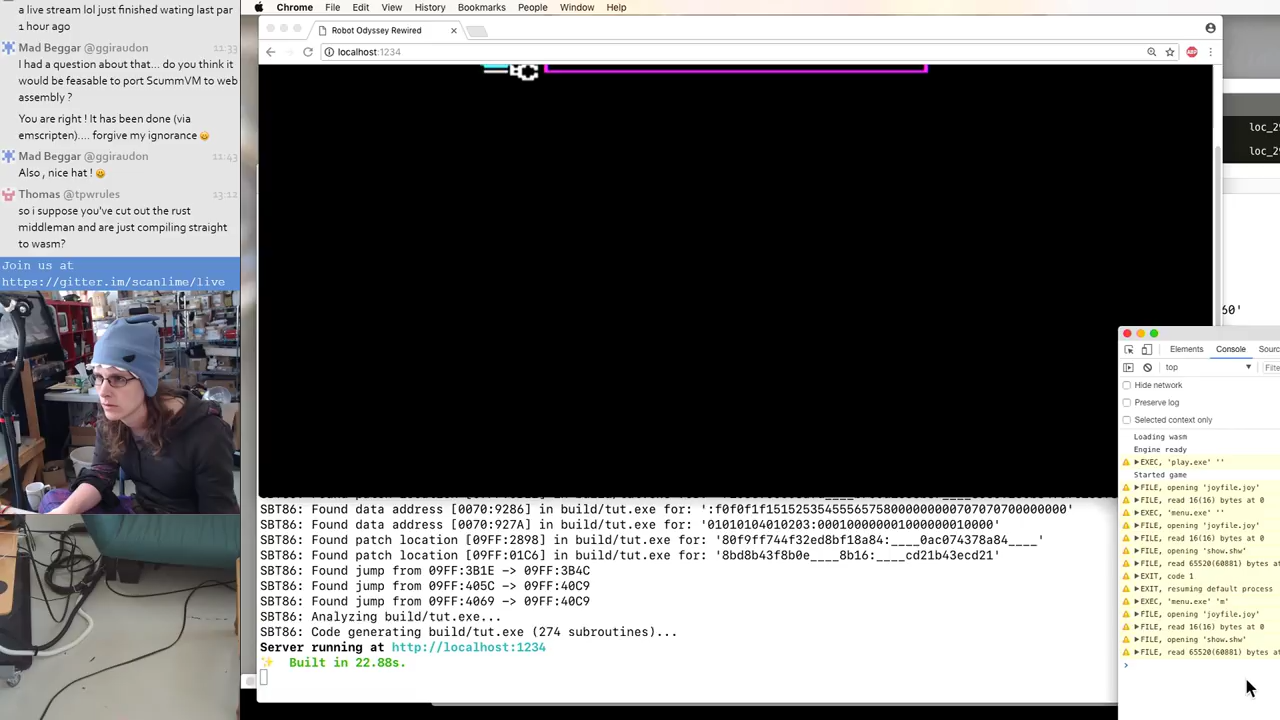 a live stream lol just finished wating last par
1 hour ago
Mad Beggar @ggiraudon 11:33
I had a question about that... do you think it
would be feasable to port ScummVM to web
assembly ?
You are right ! It has been done (via
emscripten).... forgive my ignorance
Mad Beggar @ggiraudon 11:43
Also , nice hat !
Thomas @tpwrules 13:12
so i suppose you've cut out the rust
middleman and are just compiling straight
to wasm?
Join us at
https://gitter.im/scanlime/live
Chrome File Edit View History Bookmarks People Window Help
Robot Odyssey Rewired
localhost:1234
loc_29
loc_29
60'
Elements Console Sourc
top Filte
Hide network
Preserve log
Selected context only
Loading wasm
Engine ready
EXEC, 'play.exe' ''
Started game
FILE, opening 'joyfile.joy'
FILE, read 16(16) bytes at 0
EXEC, 'menu.exe' ''
FILE, opening 'joyfile.joy'
FILE, read 16(16) bytes at 0
FILE, opening 'show.shw'
FILE, read 65520(60881) bytes at
EXIT, code 1
EXIT, resuming default process
EXEC, 'menu.exe' 'm'
FILE, opening 'joyfile.joy'
FILE, read 16(16) bytes at 0
FILE, opening 'show.shw'
FILE, read 65520(60881) bytes at
SBT86: Found data address [0070:9286] in build/tut.exe for: ':f0f0f1f1515253545556575800000000707070707000000000'
SBT86: Found data address [0070:927A] in build/tut.exe for: '01010104010203:0001000000001000000010000'
SBT86: Found patch location [09FF:2898] in build/tut.exe for: '80f9ff744f32ed8bf18a84:____0ac074378a84____'
SBT86: Found patch location [09FF:01C6] in build/tut.exe for: '8bd8b43f8b0e____8b16:____cd21b43ecd21'
SBT86: Found jump from 09FF:3B1E -> 09FF:3B4C
SBT86: Found jump from 09FF:405C -> 09FF:40C9
SBT86: Found jump from 09FF:4069 -> 09FF:40C9
SBT86: Analyzing build/tut.exe...
SBT86: Code generating build/tut.exe (274 subroutines)...
Server running at http://localhost:1234
Built in 22.88s.